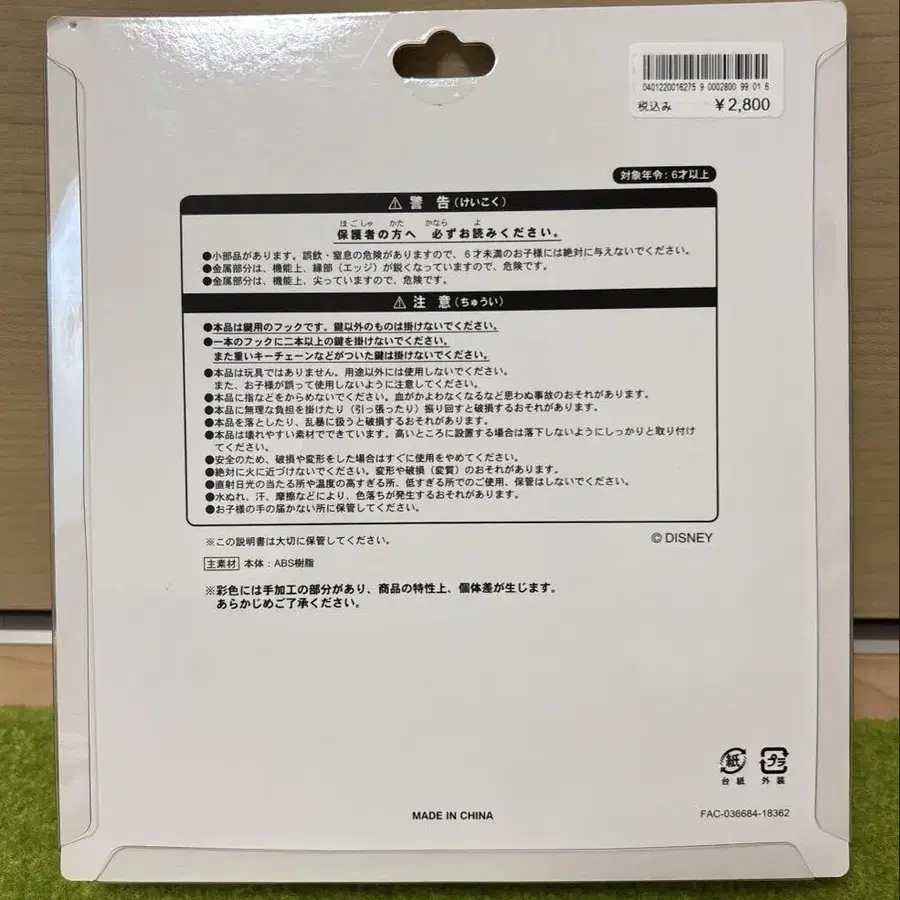 0401220016275 9 0002800 99 01 6
税込み ¥2,800
対象年令:6才以上
⚠ 警 告(けいこく)
ほごしゃ かた かなら よ
保護者の方へ 必ずお読みください。
●小部品があります。誤飲・窒息の危険がありますので、6才未満のお子様には絶対に与えないでください。
●金属部分は、機能上、縁部(エッジ)が鋭くなっていますので、危険です。
●金属部分は、機能上、尖っていますので、危険です。
⚠ 注 意(ちゅうい)
●本品は鍵用のフックです。鍵以外のものは掛けないでください。
●一本のフックに二本以上の鍵を掛けないでください。
また重いキーチェーンなどがついた鍵は掛けないでください。
●本品は玩具ではありません。用途以外には使用しないでください。
また、お子様が誤って使用しないように注意してください。
●本品に指などをからめないでください。血がかよわなくなるなど思わぬ事故のおそれがあります。
●本品に無理な負担を掛けたり(引っ張ったり)振り回すと破損するおそれがあります。
●本品を落としたり、乱暴に扱うと破損するおそれがあります。
●本品は壊れやすい素材でできています。高いところに設置する場合は落下しないようにしっかりと取り付け
てください。
●安全のため、破損や変形をした場合はすぐに使用をやめてください。
●絶対に火に近づけないでください。変形や破損(変質)のおそれがあります。
●直射日光の当たる所や温度の高すぎる所、低すぎる所でのご使用、保管はしないでください。
●水ぬれ、汗、摩擦などにより、色落ちが発生するおそれがあります。
●お子様の手の届かない所に保管してください。
※この説明書は大切に保管してください。
© DISNEY
主素材 本体:ABS樹脂
※彩色には手加工の部分があり、商品の特性上、個体差が生じます。
あらかじめご了承ください。
紙 プラ
台紙 外装
MADE IN CHINA
FAC-036684-18362